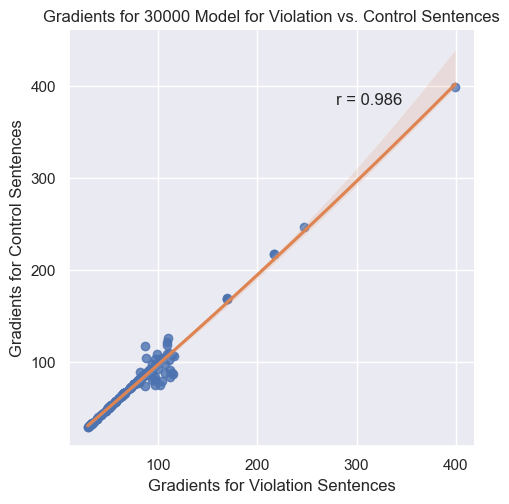 Gradients for 30000 Model for Violation vs. Control Sentences
400
r = 0.986
Gradients for Control Sentences
300
200
100
100 200 300 400
Gradients for Violation Sentences